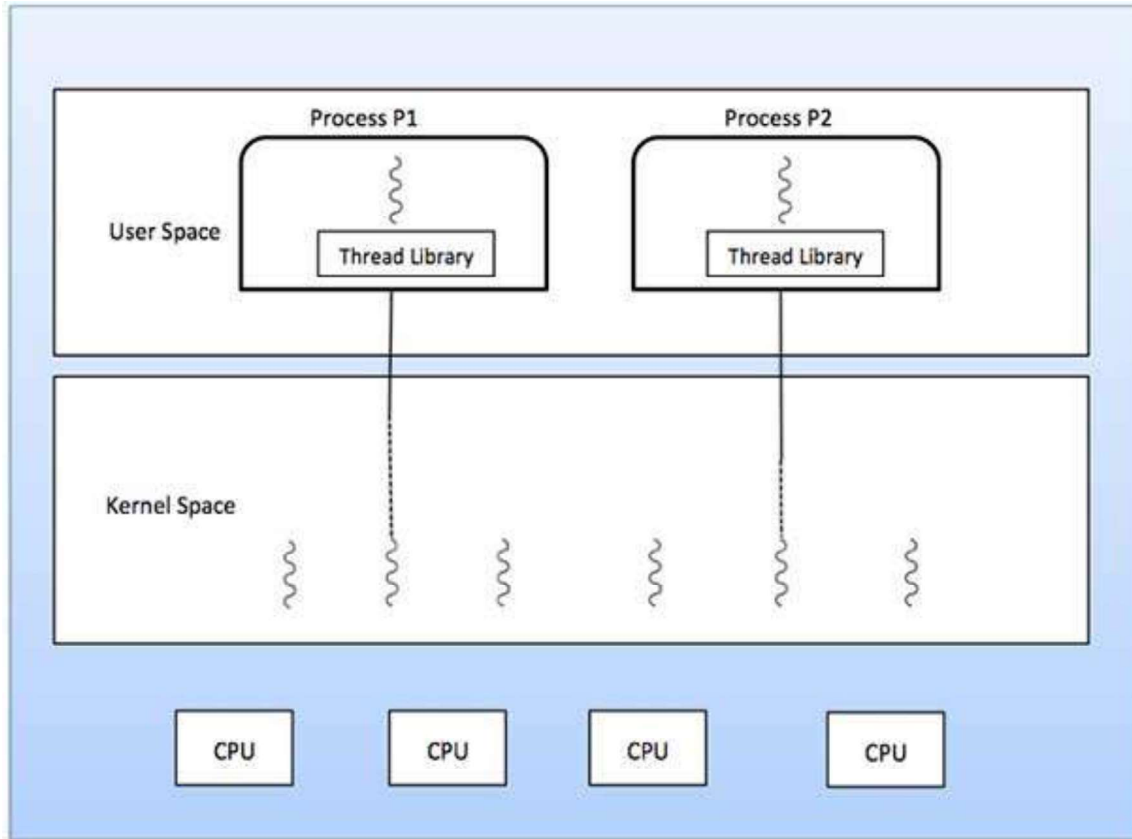 Process P1
Process P2
User Space
Thread Library
Thread Library
Kernel Space
CPU
CPU
CPU
CPU